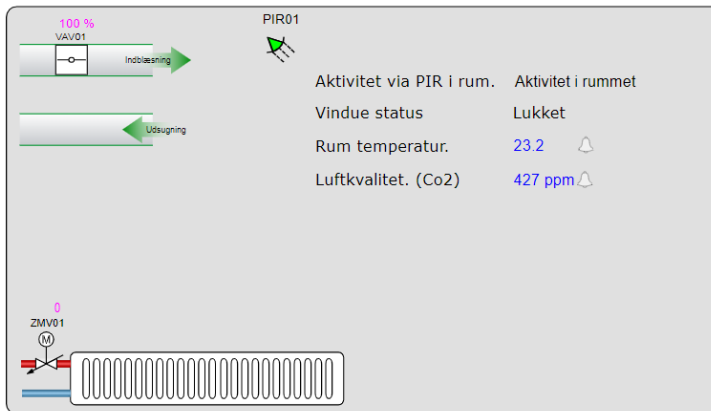 100 %
VAV01
PIR01
Indblæsning
Aktivitet via PIR i rum. Aktivitet i rummet
Vindue status Lukket
Udsugning
Rum temperatur. 23.2
Luftkvalitet. (Co2) 427 ppm
0
ZMV01
M